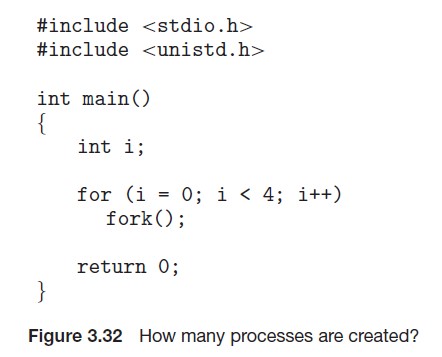 #include <stdio.h>
#include <unistd.h>
int main()
{
int i;
for (i = 0; i < 4; i++)
fork();
return 0;
}
Figure 3.32 How many processes are created?